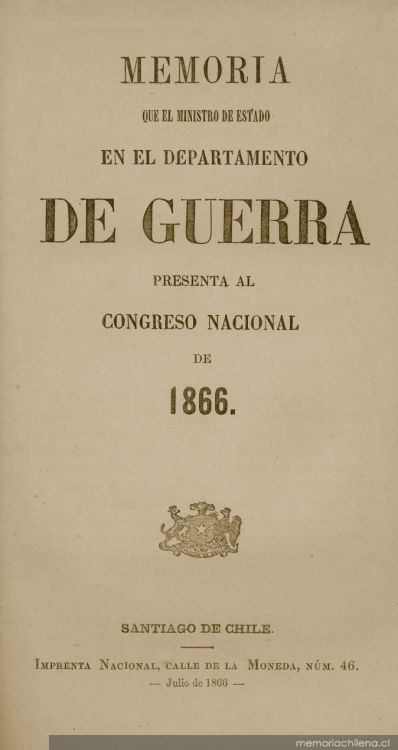 MEMORIA
QUE EL MINISTRO DE ESTADO
EN EL DEPARTAMENTO
DE GUERRA
PRESENTA AL
CONGRESO NACIONAL
DE
1866.
SANTIAGO DE CHILE.
IMPRENTA NACIONAL, CALLE DE LA MONEDA, NÚM. 46.
— Julio de 1866 —
memoriachilena.cl